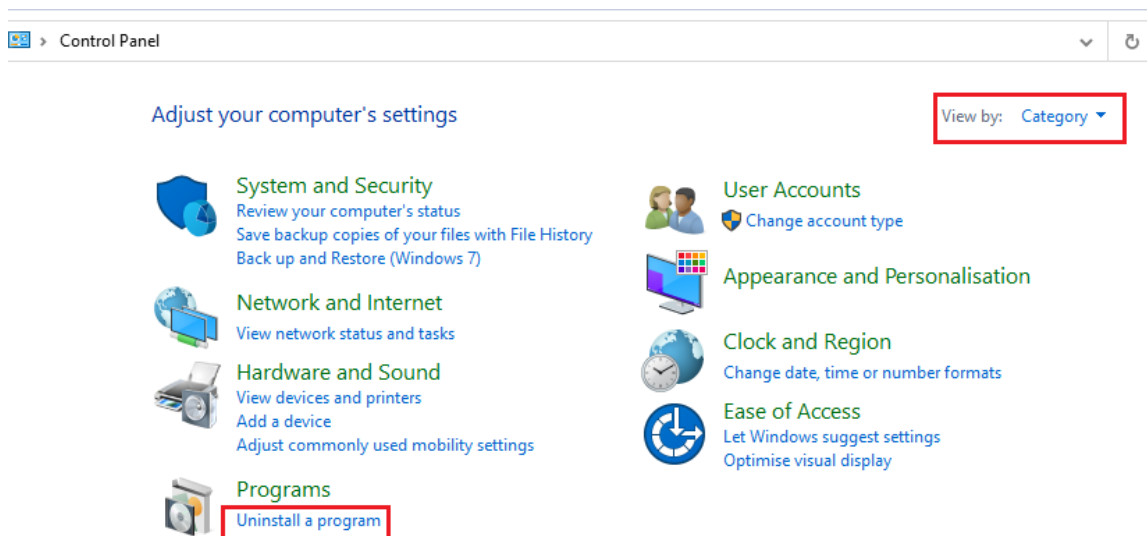 Control Panel
Adjust your computer's settings
View by: Category
System and Security
Review your computer's status
Save backup copies of your files with File History
Back up and Restore (Windows 7)
Network and Internet
View network status and tasks
Hardware and Sound
View devices and printers
Add a device
Adjust commonly used mobility settings
Programs
Uninstall a program
User Accounts
Change account type
Appearance and Personalisation
Clock and Region
Change date, time or number formats
Ease of Access
Let Windows suggest settings
Optimise visual display